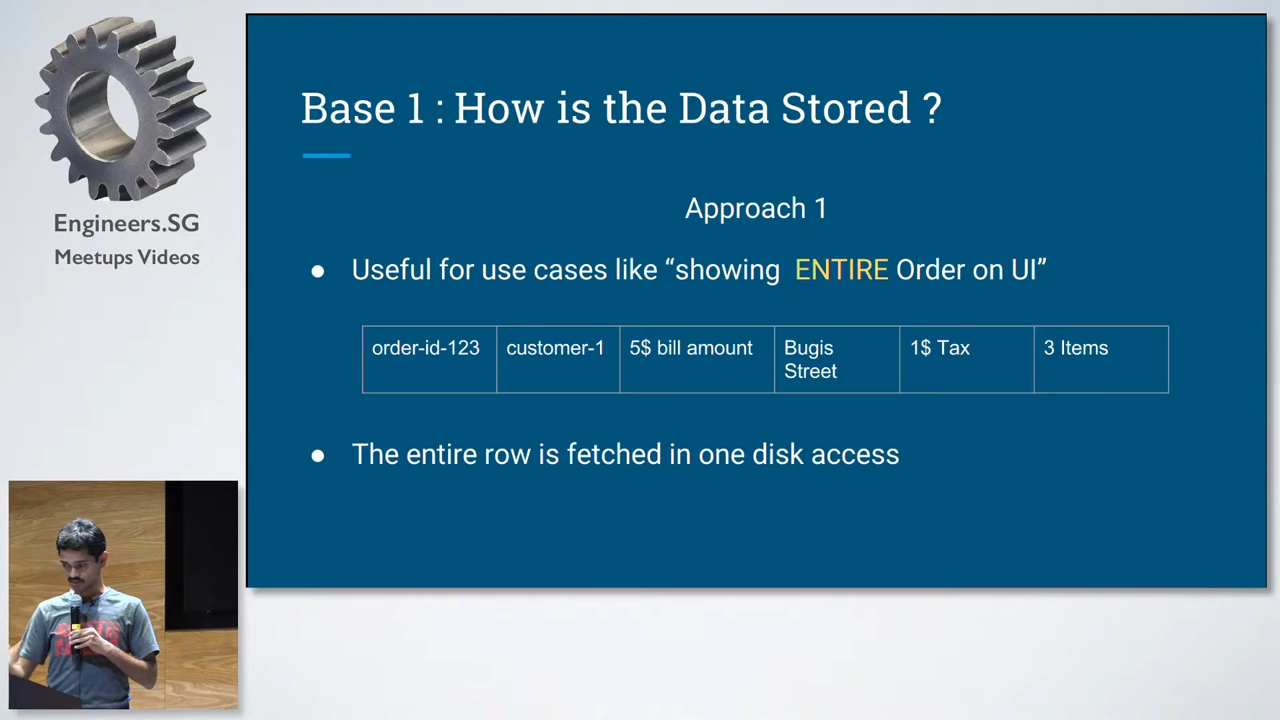 Engineers.SG
Meetups Videos
Base 1 : How is the Data Stored ?
Approach 1
● Useful for use cases like “showing ENTIRE Order on UI”
order-id-123 customer-1 5$ bill amount Bugis 1$ Tax 3 Items
Street
● The entire row is fetched in one disk access